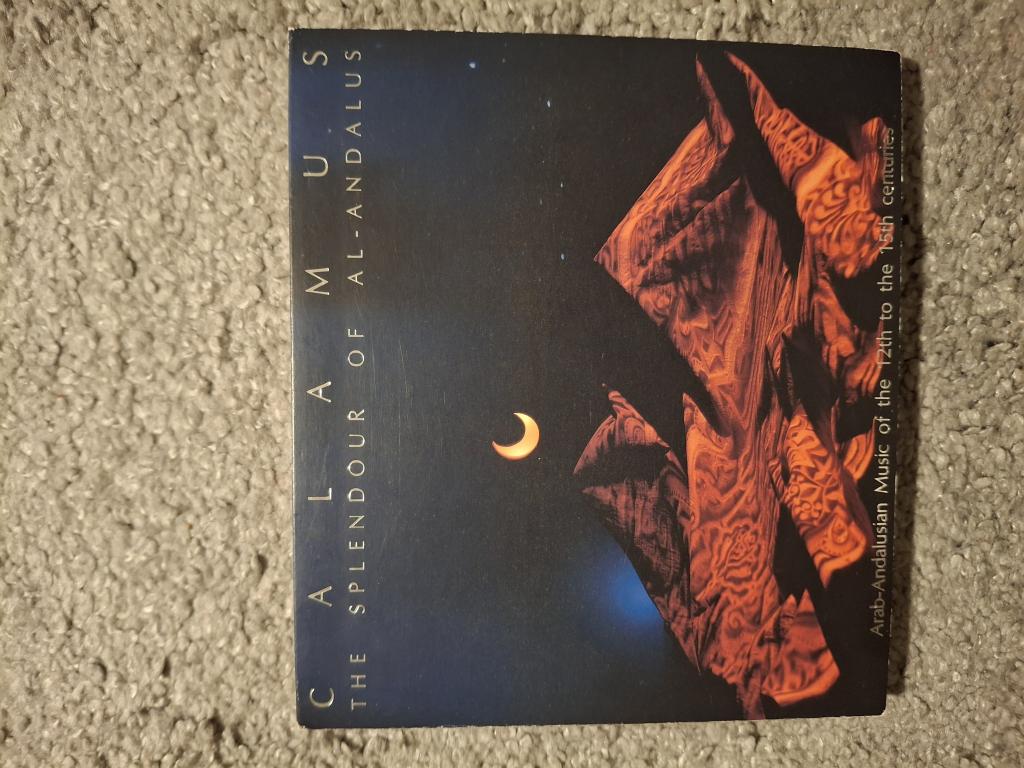 CALAMUS
THE SPLENDOUR OF AL-ANDALUS
Arab-Andalusian Music of the 12th to the 15th centuries